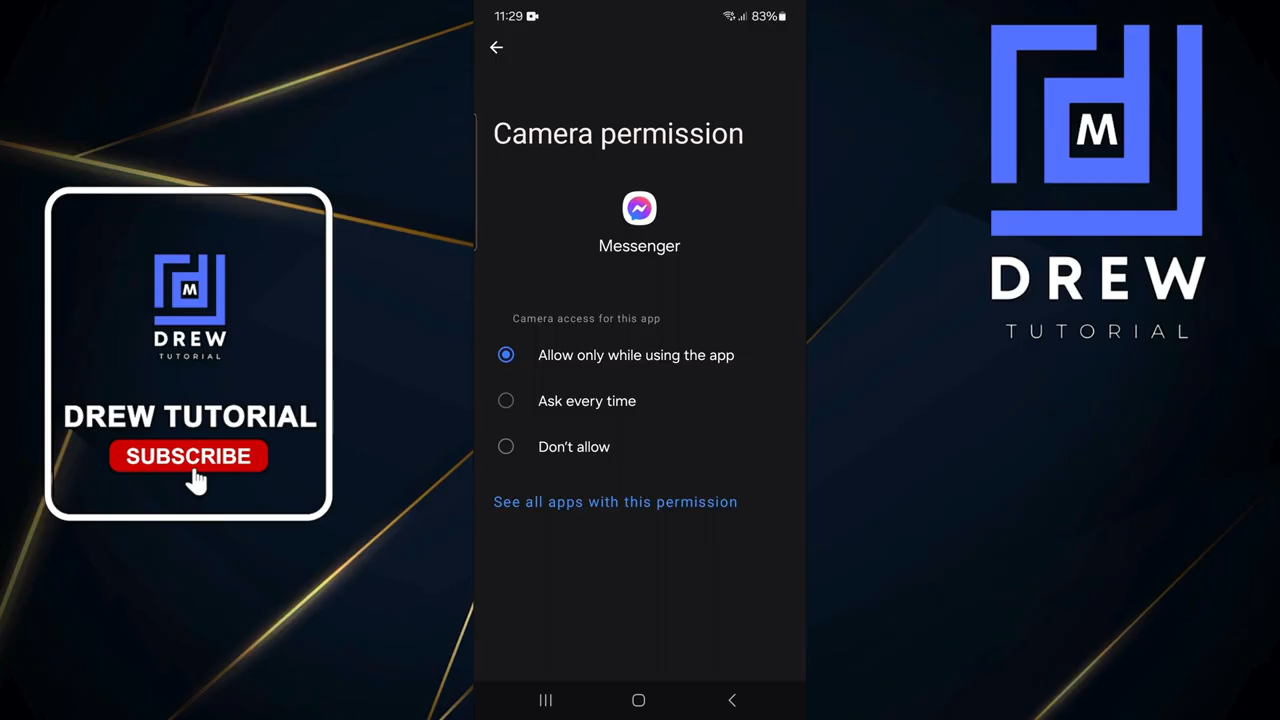 11:29
83%
Camera permission
Messenger
Camera access for this app
Allow only while using the app
Ask every time
Don't allow
See all apps with this permission
M
DREW
TUTORIAL
DREW TUTORIAL
SUBSCRIBE
M
DREW
TUTORIAL